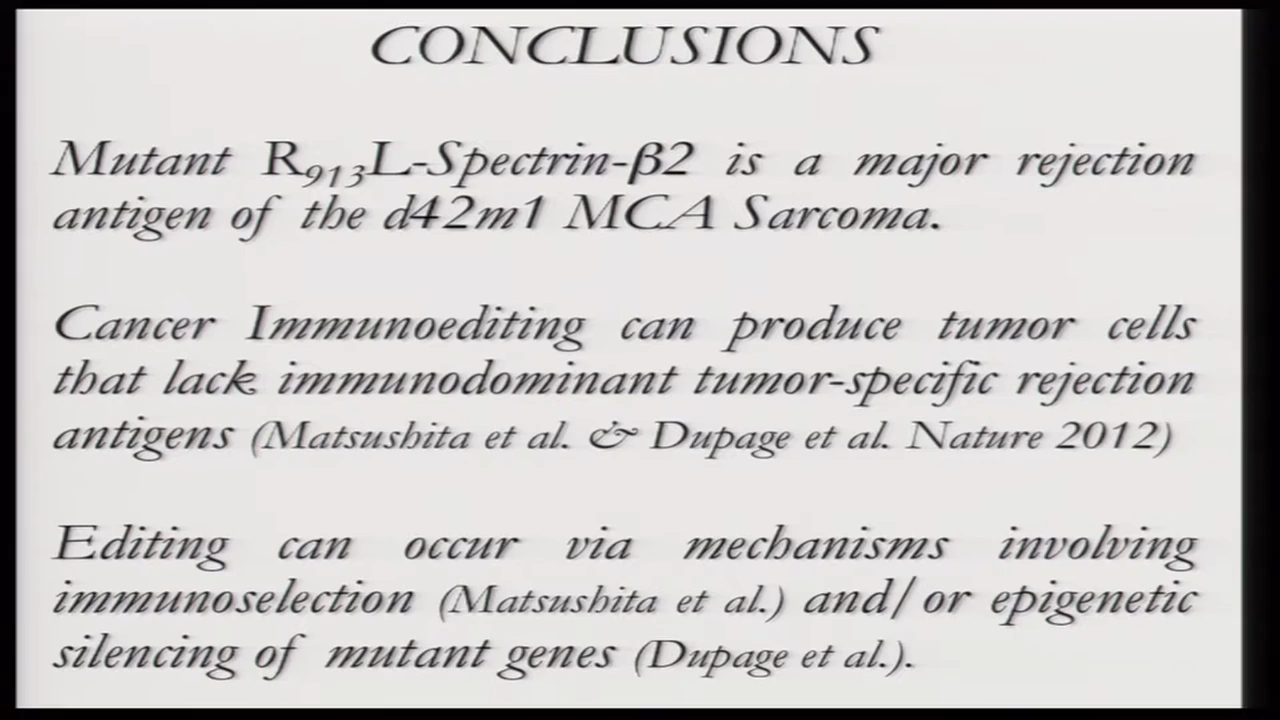 CONCLUSIONS
Mutant R₉₁₃L-Spectrin-β2 is a major rejection
antigen of the d42m1 MCA Sarcoma.
Cancer Immunoediting can produce tumor cells
that lack immunodominant tumor-specific rejection
antigens (Matsushita et al. & Dupage et al. Nature 2012)
Editing can occur via mechanisms involving
immunoselection (Matsushita et al.) and/or epigenetic
silencing of mutant genes (Dupage et al.).